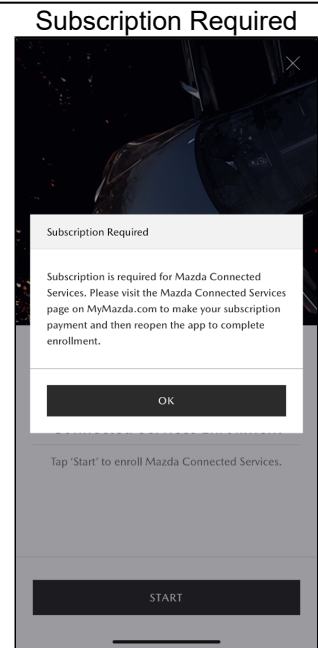 Subscription Required
Subscription Required
Subscription is required for Mazda Connected
Services. Please visit the Mazda Connected Services
page on MyMazda.com to make your subscription
payment and then reopen the app to complete
enrollment.
OK
Tap 'Start' to enroll Mazda Connected Services.
START